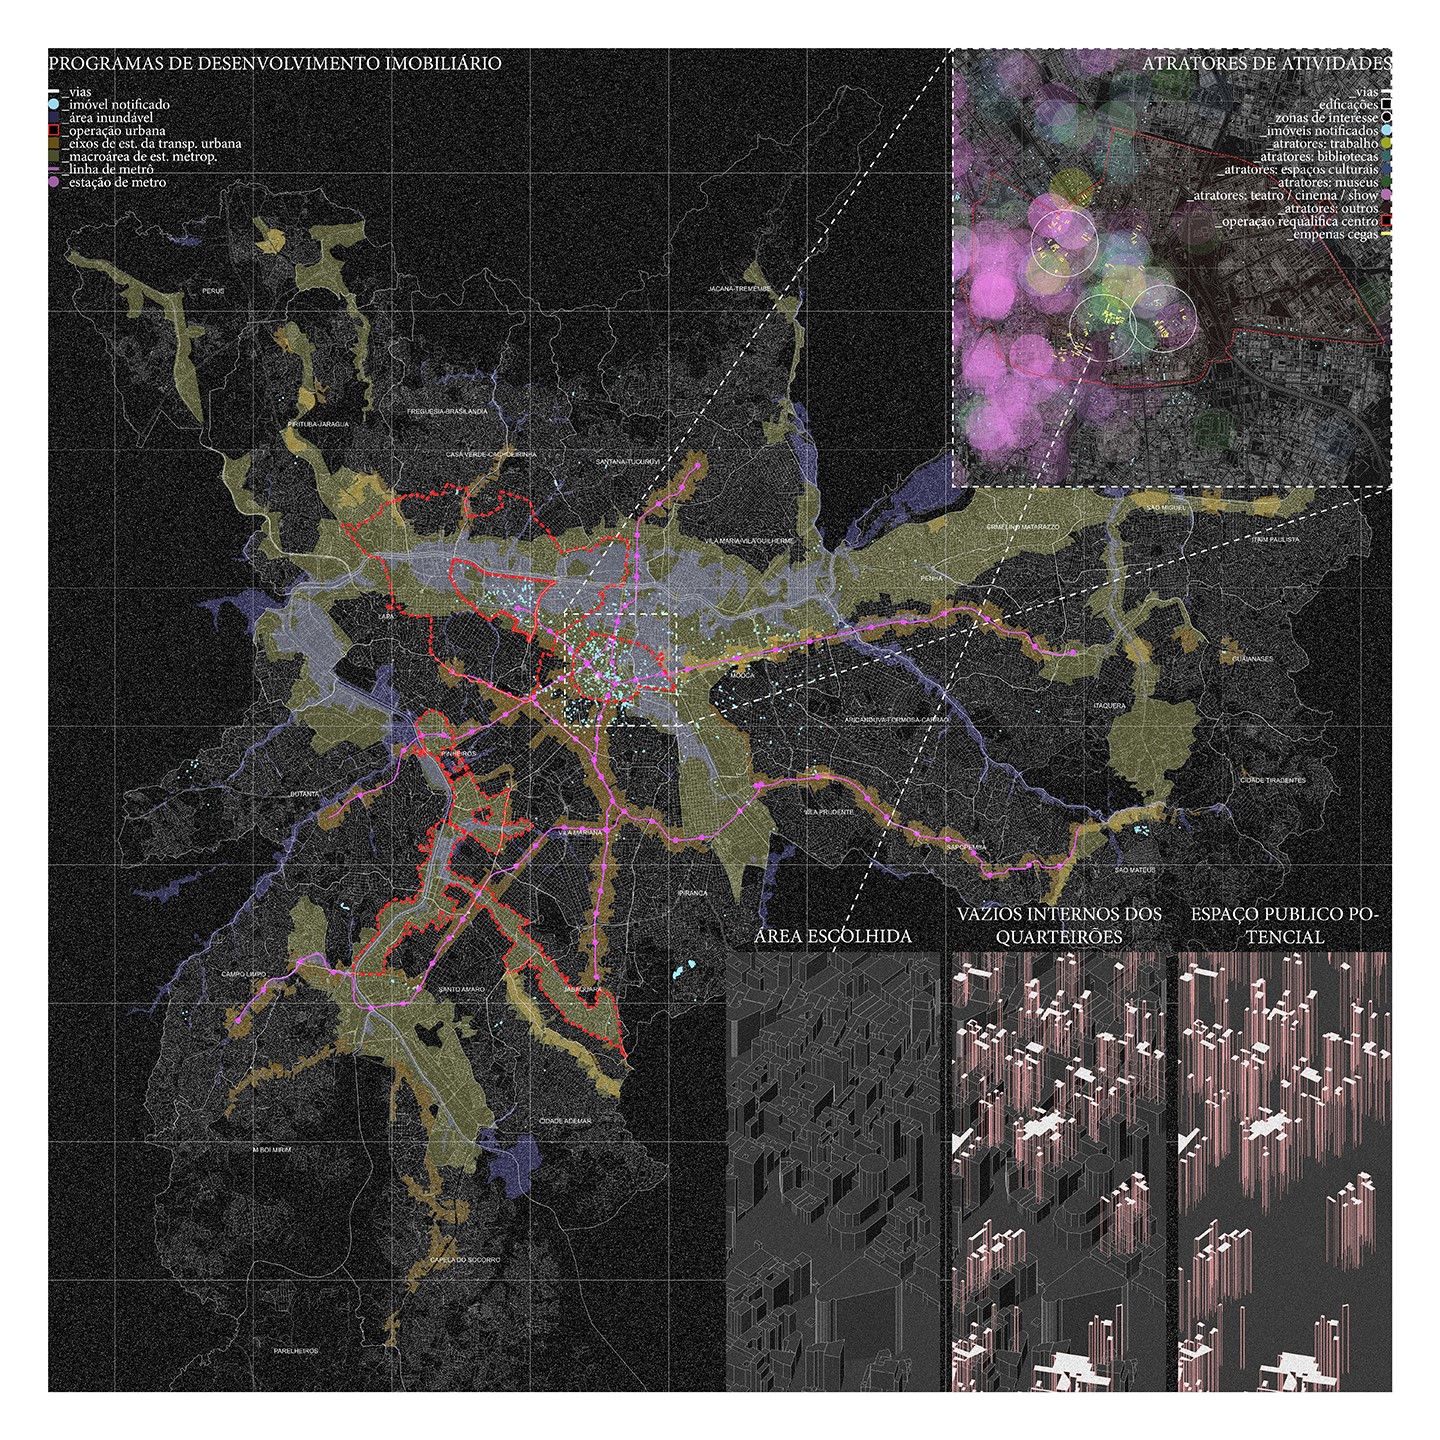 PROGRAMAS DE DESENVOLVIMENTO IMOBILIÁRIO
_vias
_imóvel notificado
_área inundável
_operação urbana
_eixos de est. da transp. urbana
_macroárea de est. metrop.
_linha de metrô
_estação de metro
ATRATORES DE ATIVIDADES
_vias
_edficações
_zonas de interesse
_imóveis notificados
_atratores: trabalho
_atratores: bibliotecas
_atratores: espaços culturais
_atratores: museus
_atratores: teatro / cinema / show
_atratores: outros
_operação requalifica centro
_empenas cegas
PERUS
JACANA-TREMEMBE
FREGUESIA-BRASILANDIA
PIRITUBA-JARAGUA
CASA VERDE-CACHOEIRINHA
SANTANA-TUCURUVI
SAO MIGUEL
ERMELINO MATARAZZO
VILA MARIA-VILA GUILHERME
ITAIM PAULISTA
PENHA
LAPA
GUAIANASES
MOOCA
ITAQUERA
ARICANDUVA-FORMOSA-CARRAO
PINHEIROS
CIDADE TIRADENTES
BUTANTA
VILA PRUDENTE
VILA MARIANA
SAPOPEMBA
SAO MATEUS
IPIRANGA
CAMPO LIMPO
SANTO AMARO
JABAQUARA
CIDADE ADEMAR
M BOI MIRIM
CAPELA DO SOCORRO
PARELHEIROS
ÁREA ESCOLHIDA
VAZIOS INTERNOS DOS
QUARTEIRÕES
ESPAÇO PUBLICO PO-
TENCIAL